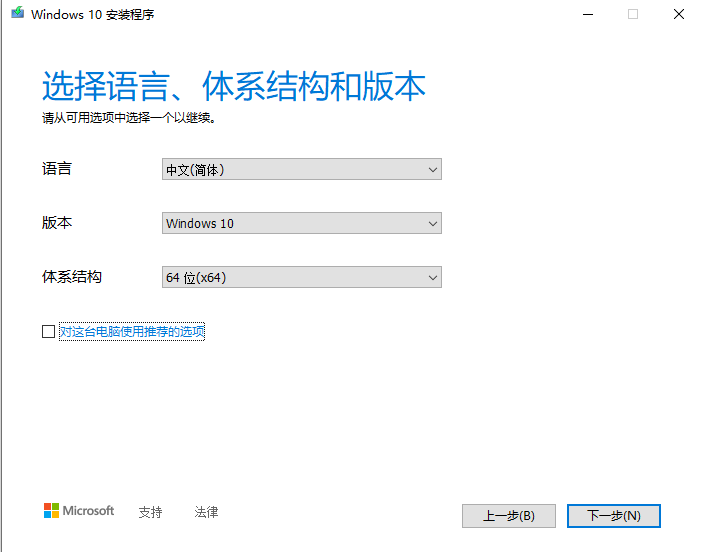 Windows 10 安装程序
选择语言、体系结构和版本
请从可用选项中选择一个以继续。
语言 中文(简体)
版本 Windows 10
体系结构 64 位(x64)
对这台电脑使用推荐的选项
Microsoft 支持 法律 上一步(B) 下一步(N)